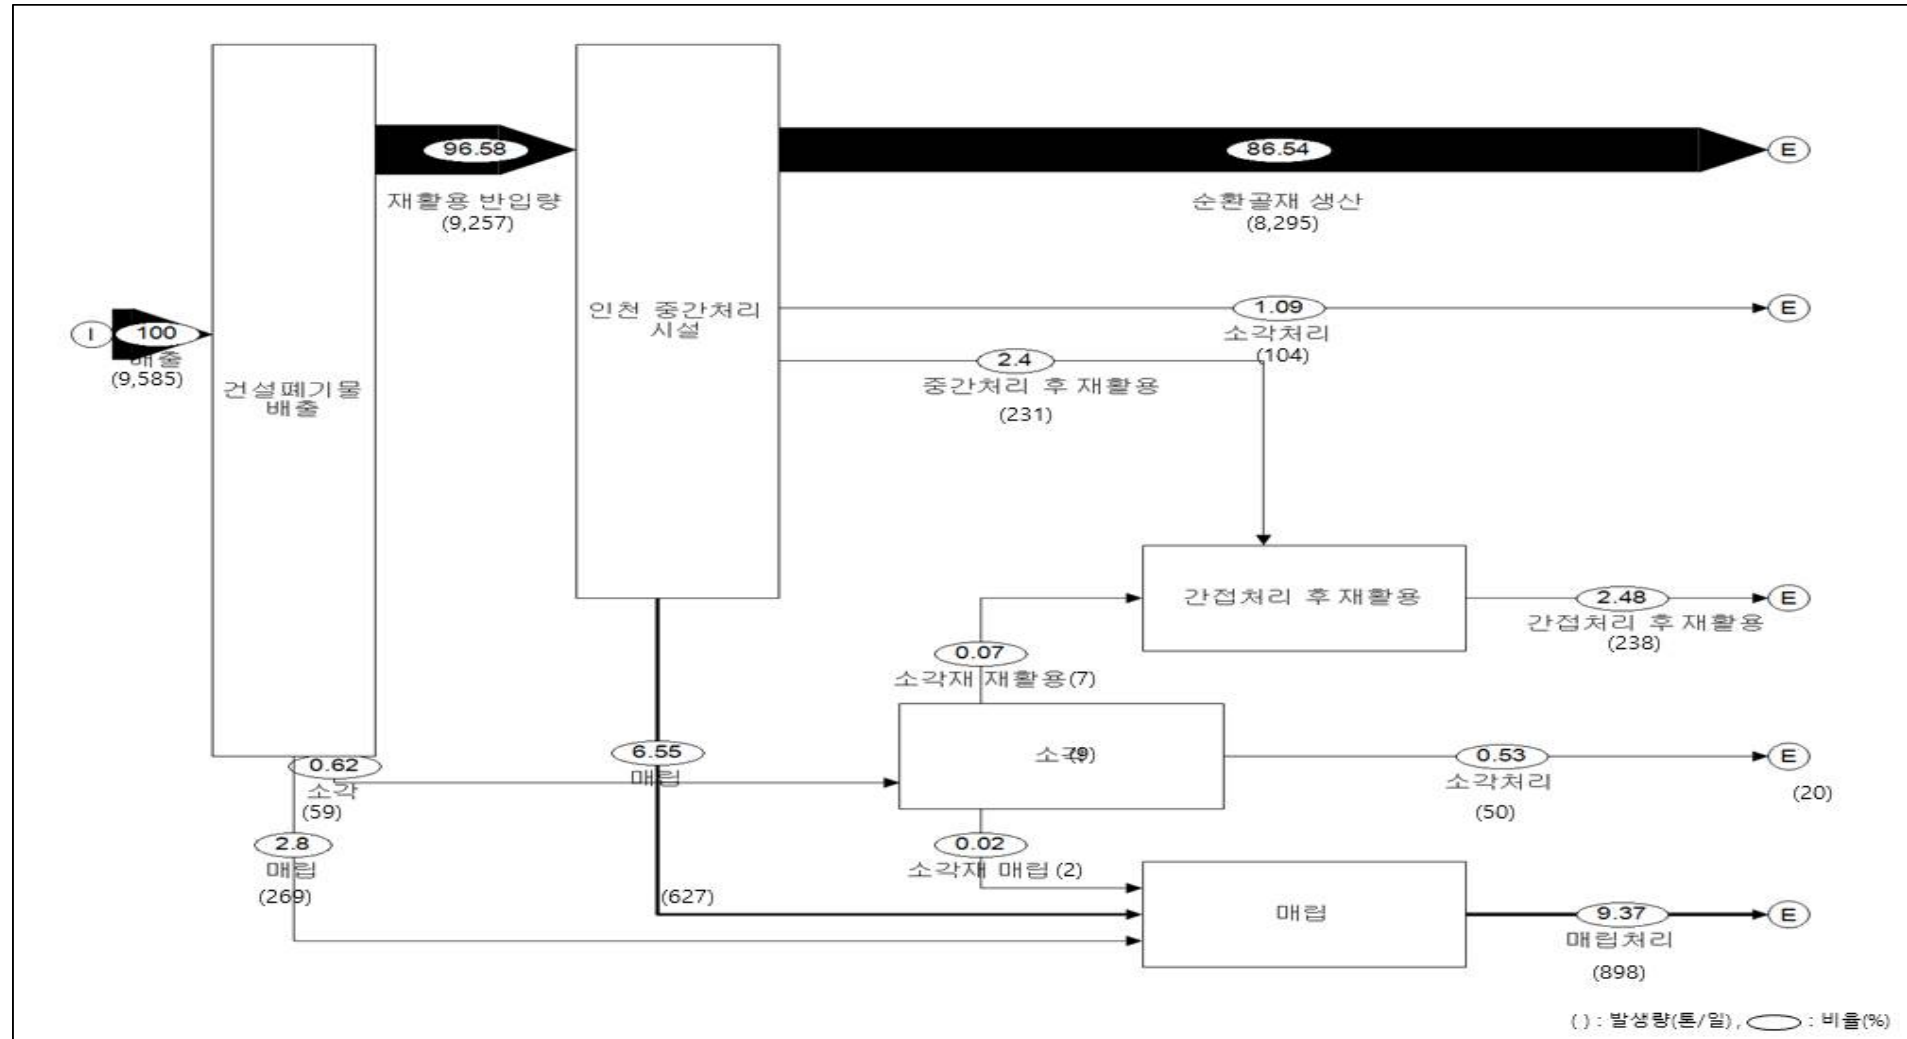 96.58
재활용 반입량
(9,257)
86.54
순환골재 생산
(8,295)
E
I
100
배출
(9,585)
건설폐기물
배출
인천 중간처리
시설
1.09
소각처리
(104)
E
2.4
중간처리 후 재활용
(231)
간접처리 후 재활용
2.48
간접처리 후 재활용
(238)
E
0.07
소각재 재활용(7)
소각(9)
0.53
소각처리
(50)
E
(20)
0.62
소각
(59)
6.55
매립
(627)
2.8
매립
(269)
0.02
소각재 매립 (2)
매립
9.37
매립처리
(898)
E
( ) : 발생량(톤/일) , : 비율(%)